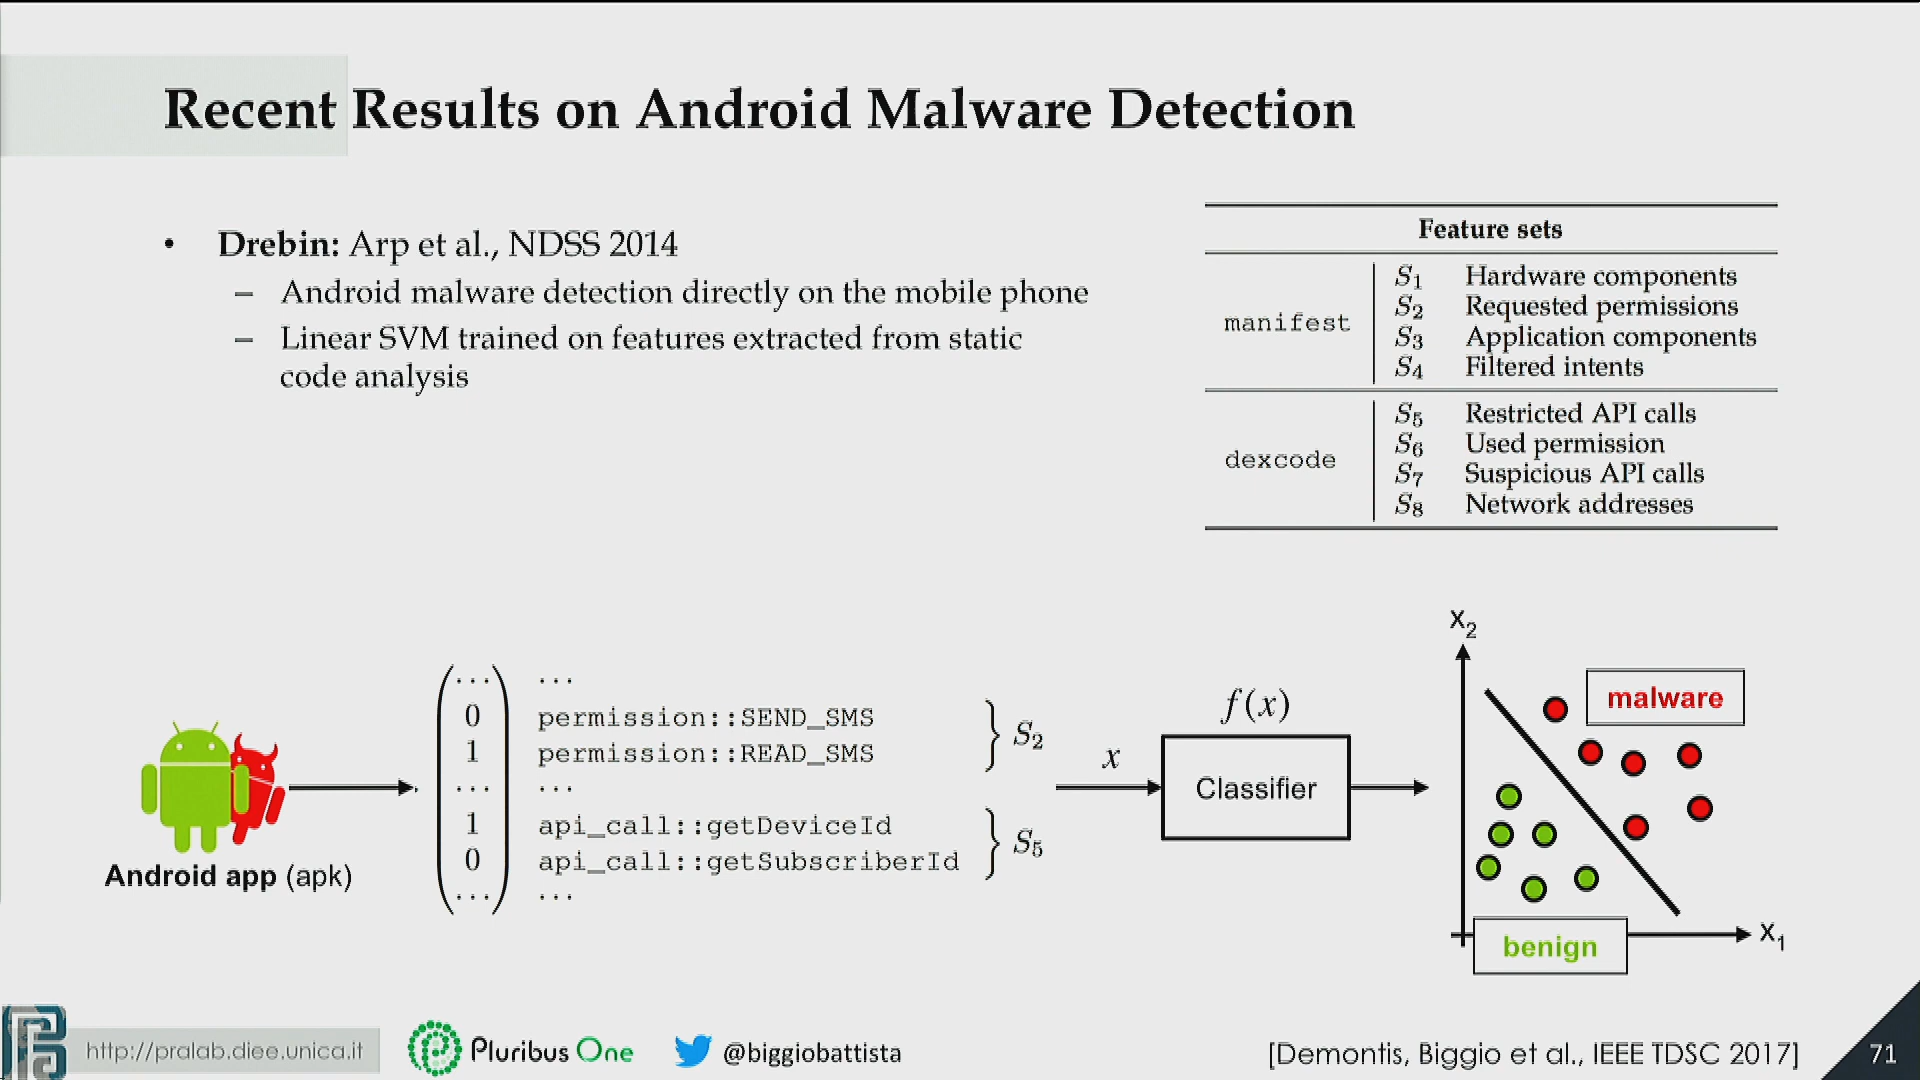 Recent Results on Android Malware Detection
• Drebin: Arp et al., NDSS 2014
– Android malware detection directly on the mobile phone
– Linear SVM trained on features extracted from static
code analysis
Feature sets
manifest
S1 Hardware components
S2 Requested permissions
S3 Application components
S4 Filtered intents
dexcode
S5 Restricted API calls
S6 Used permission
S7 Suspicious API calls
S8 Network addresses
Android app (apk)
... ...
0 permission::SEND_SMS
1 permission::READ_SMS
S2
... ...
1 api_call::getDeviceId
0 api_call::getSubscriberId
S5
... ...
x
f(x)
Classifier
x2
malware
benign
x1
http://pralab.diee.unica.it
Pluribus One
@biggiobattista
[Demontis, Biggio et al., IEEE TDSC 2017]
71